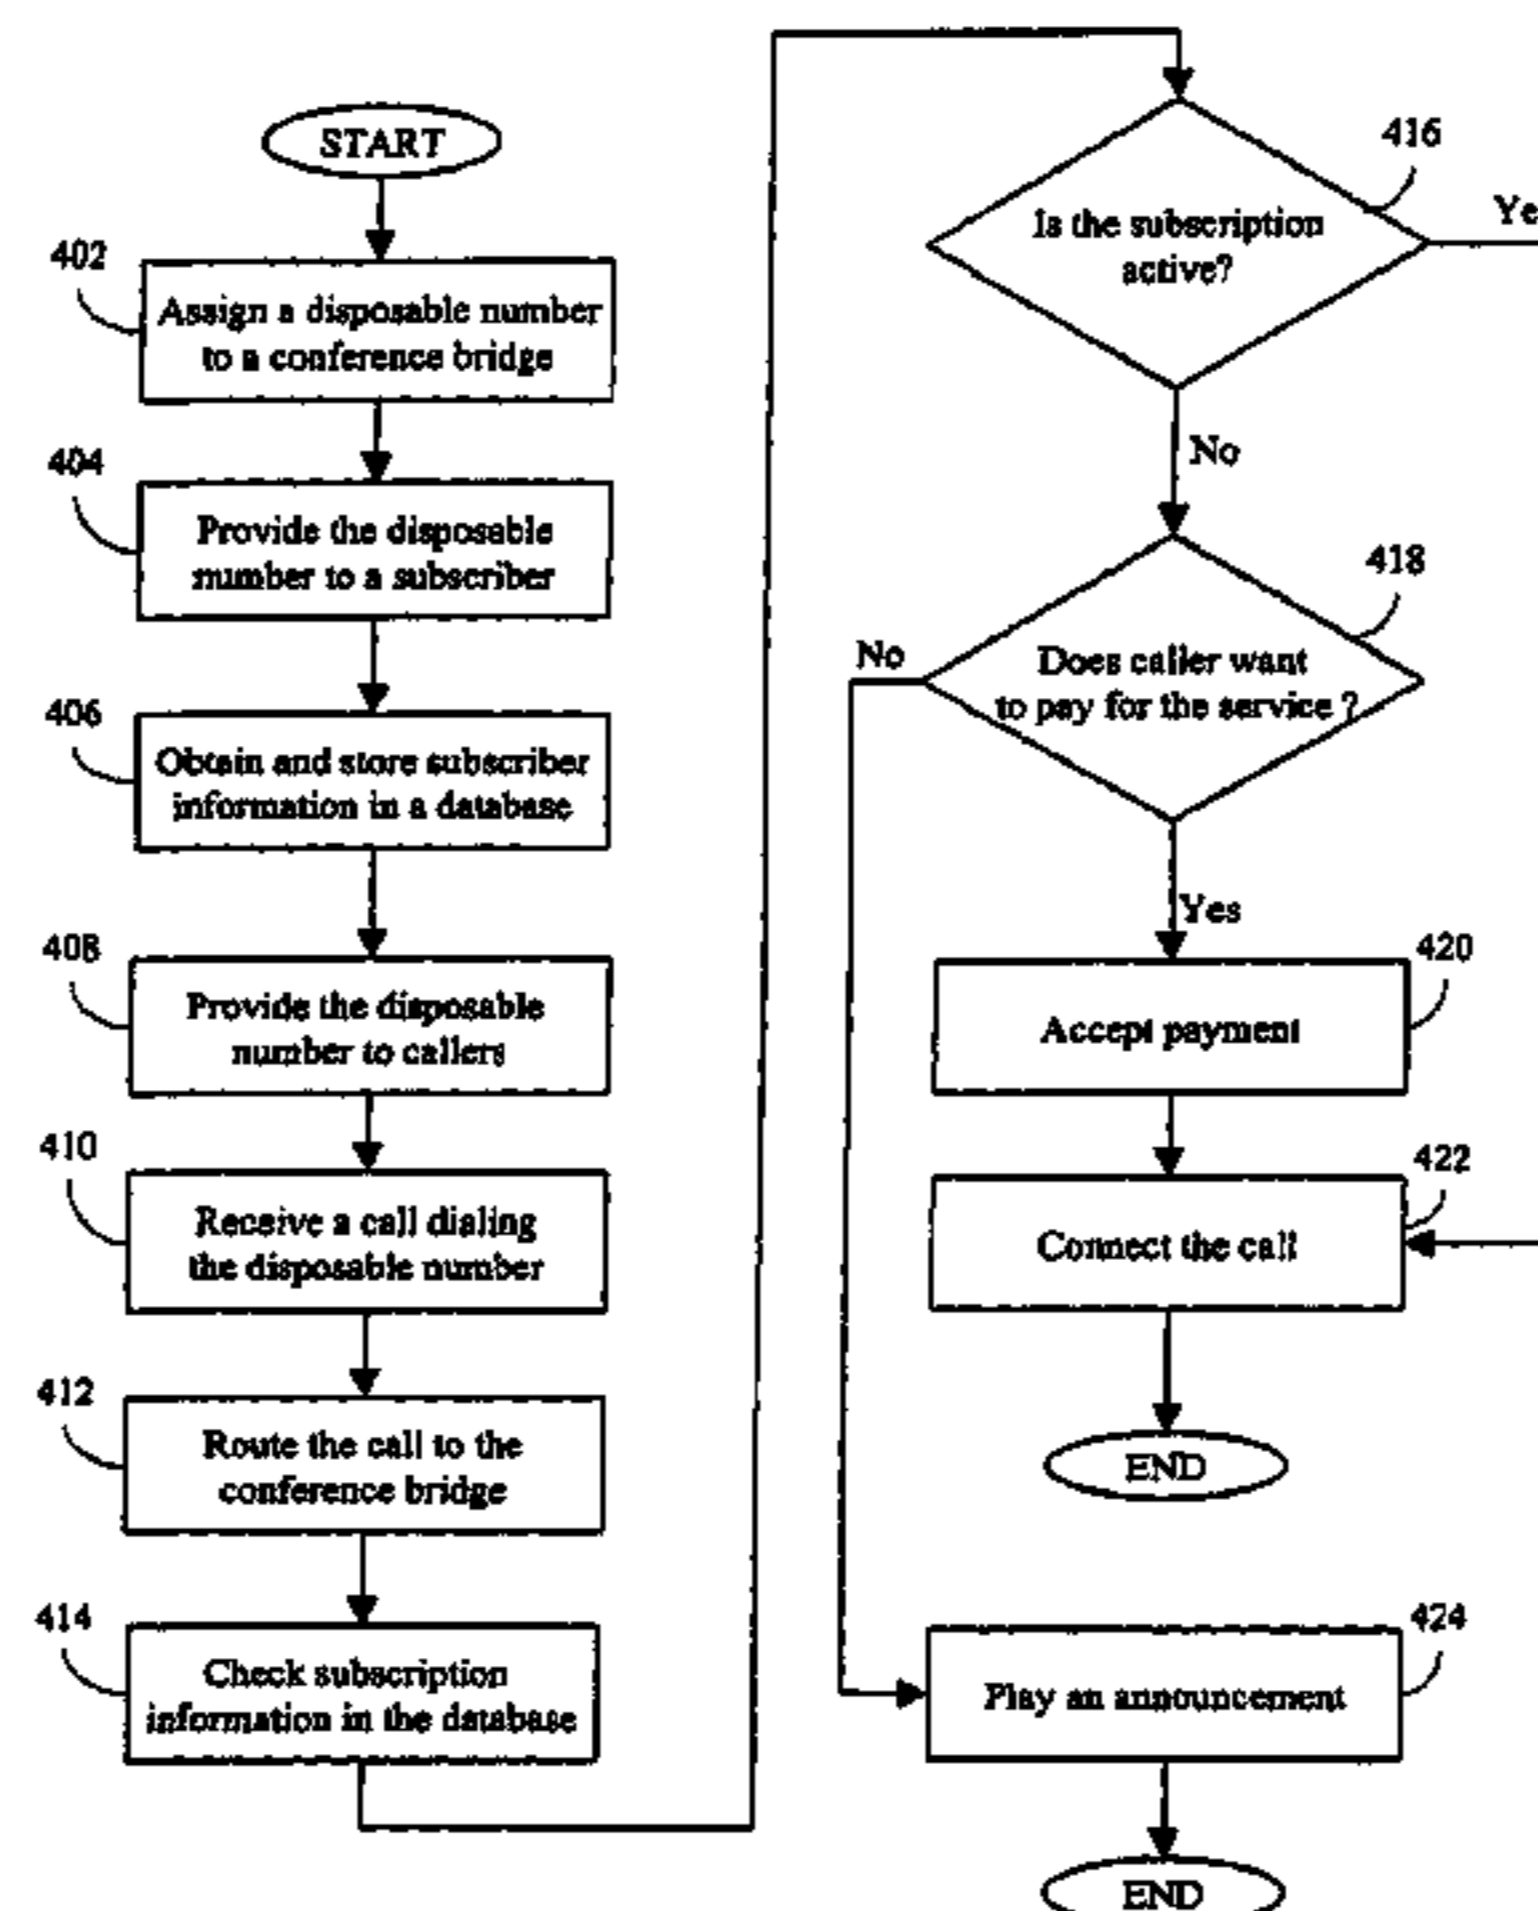 START
402
Assign a disposable number
to a conference bridge
404
Provide the disposable
number to a subscriber
406
Obtain and store subscriber
information in a database
408
Provide the disposable
number to callers
410
Receive a call dialing
the disposable number
412
Route the call to the
conference bridge
414
Check subscription
information in the database
416
Is the subscription
active?
Ye
No
418
Does caller want
to pay for the service ?
No
Yes
420
Accept payment
422
Connect the call
END
424
Play an announcement
END